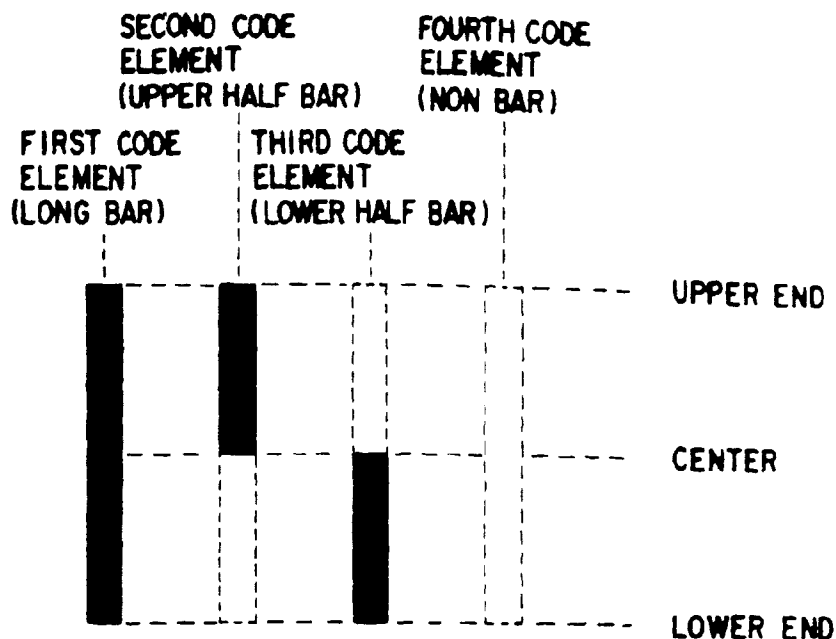 SECOND CODE
ELEMENT
(UPPER HALF BAR)
FOURTH CODE
ELEMENT
(NON BAR)
FIRST CODE
ELEMENT
(LONG BAR)
THIRD CODE
ELEMENT
(LOWER HALF BAR)
UPPER END
CENTER
LOWER END